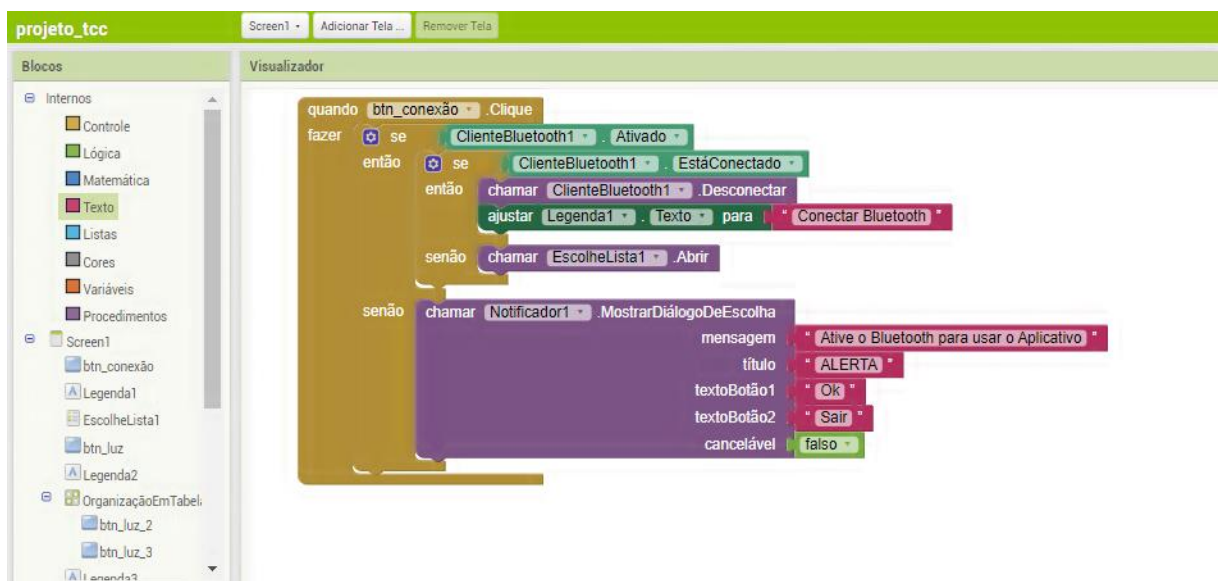 projeto_tcc Screen1 Adicionar Tela ... Remover Tela
Blocos Visualizador
Internos
Controle
Lógica
Matemática
Texto
Listas
Cores
Variáveis
Procedimentos
Screen1
btn_conexão
Legenda1
EscolheLista1
btn_luz
Legenda2
OrganizaçãoEmTabel
btn_luz_2
btn_luz_3
Legenda3
quando btn_conexão .Clique
fazer se ClienteBluetooth1 . Ativado
então se ClienteBluetooth1 . EstáConectado
então chamar ClienteBluetooth1 .Desconectar
ajustar Legenda1 . Texto para " Conectar Bluetooth "
senão chamar EscolheLista1 .Abrir
senão chamar Notificador1 .MostrarDiálogoDeEscolha
mensagem " Ative o Bluetooth para usar o Aplicativo "
título " ALERTA "
textoBotão1 " Ok "
textoBotão2 " Sair "
cancelável falso